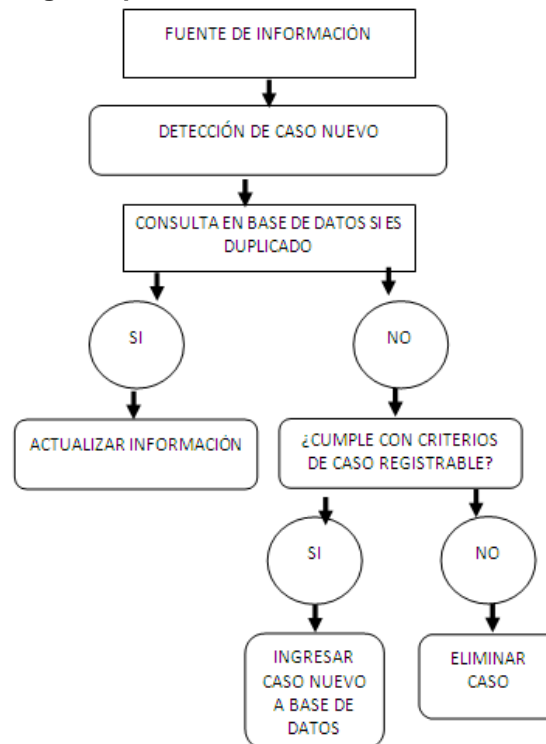 FUENTE DE INFORMACIÓN
DETECCIÓN DE CASO NUEVO
CONSULTA EN BASE DE DATOS SI ES
DUPLICADO
SI
NO
ACTUALIZAR INFORMACIÓN
¿CUMPLE CON CRITERIOS
DE CASO REGISTRABLE?
SI
NO
INGRESAR
CASO NUEVO
A BASE DE
DATOS
ELIMINAR
CASO